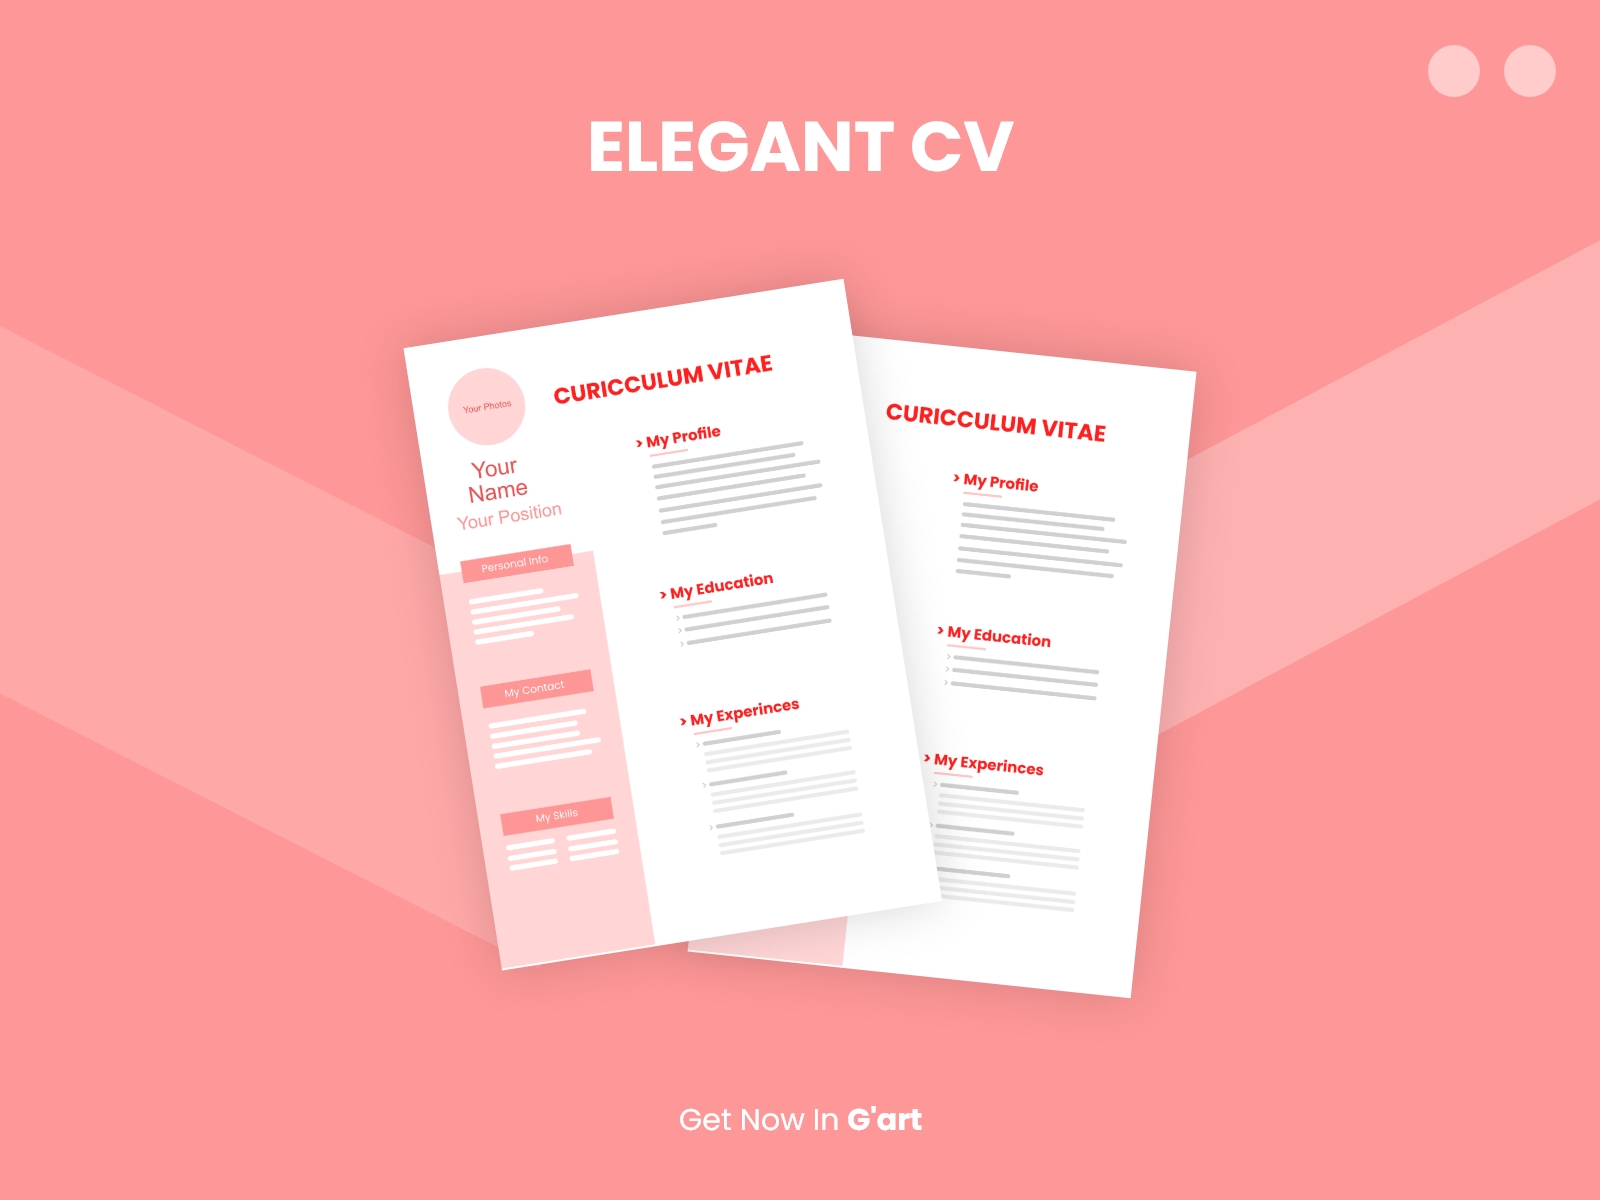 ELEGANT CV
CURICCULUM VITAE
Your Photos
Your
Name
Your Position
Personal Info
My Contact
My Skills
> My Profile
> My Education
>
>
>
> My Experinces
>
>
>
CURICCULUM VITAE
> My Profile
> My Education
>
>
>
> My Experinces
>
>
Get Now In G'art